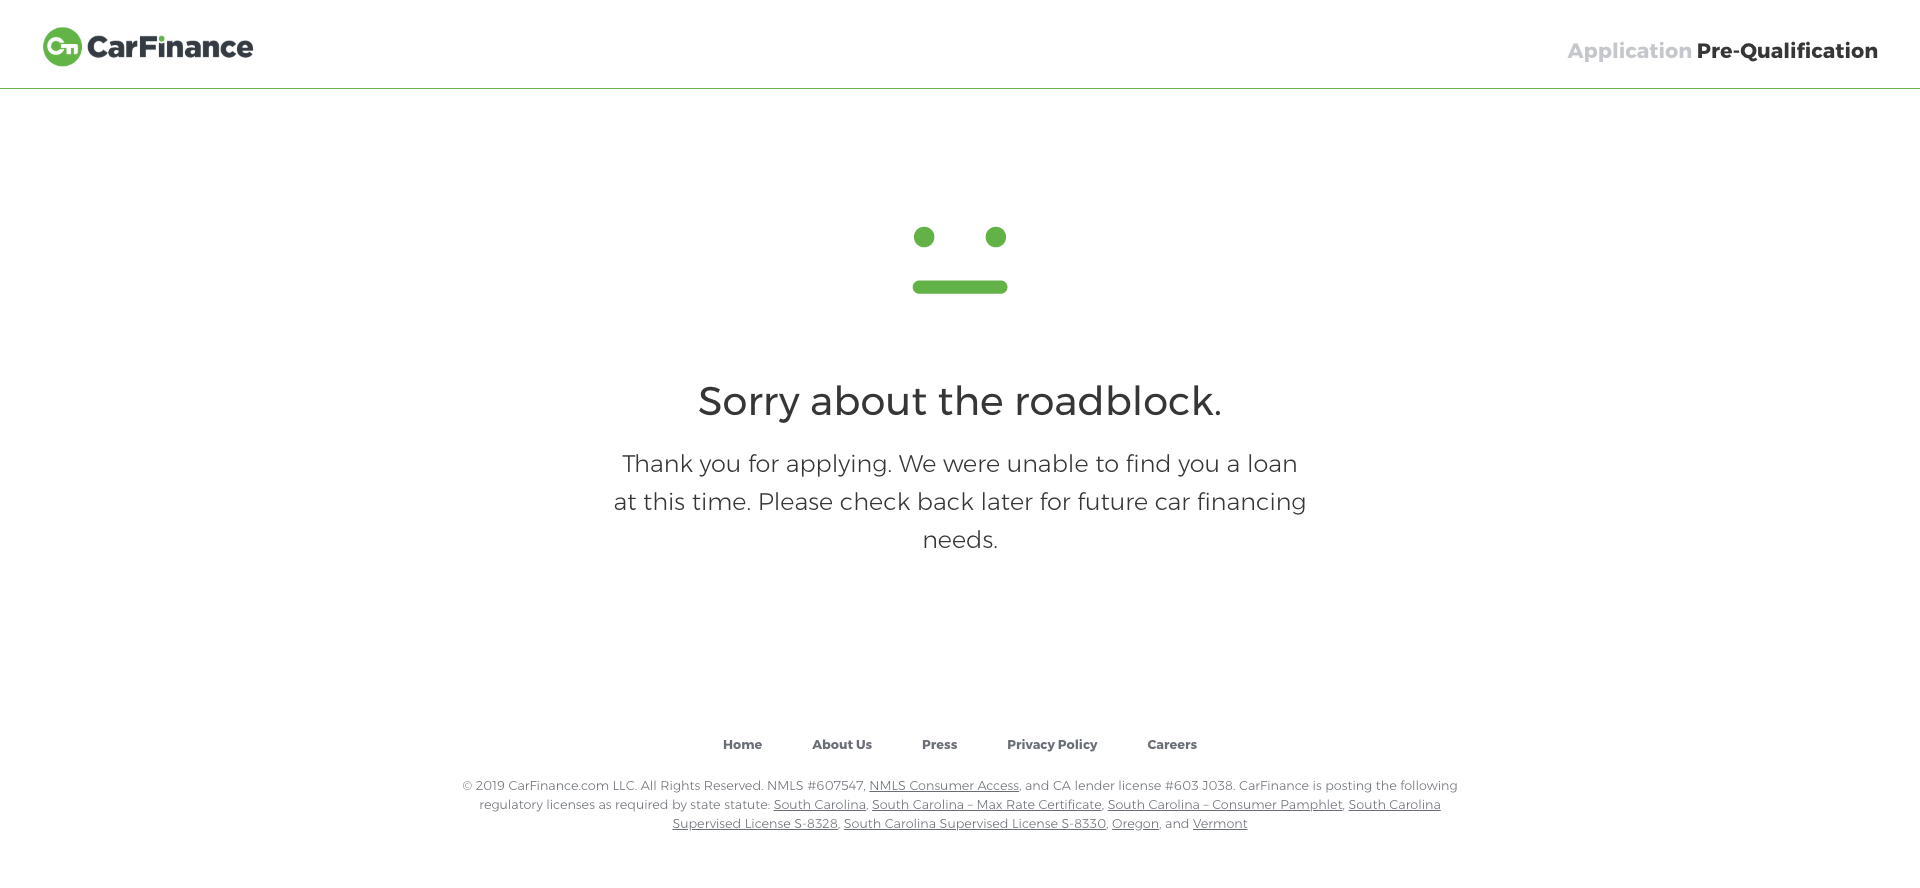 CarFinance
Application Pre-Qualification
Sorry about the roadblock.
Thank you for applying. We were unable to find you a loan
at this time. Please check back later for future car financing
needs.
Home About Us Press Privacy Policy Careers
© 2019 CarFinance.com LLC. All Rights Reserved. NMLS #607547, NMLS Consumer Access, and CA lender license #603 J038. CarFinance is posting the following
regulatory licenses as required by state statute: South Carolina, South Carolina – Max Rate Certificate, South Carolina – Consumer Pamphlet, South Carolina
Supervised License S-8328, South Carolina Supervised License S-8330, Oregon, and Vermont